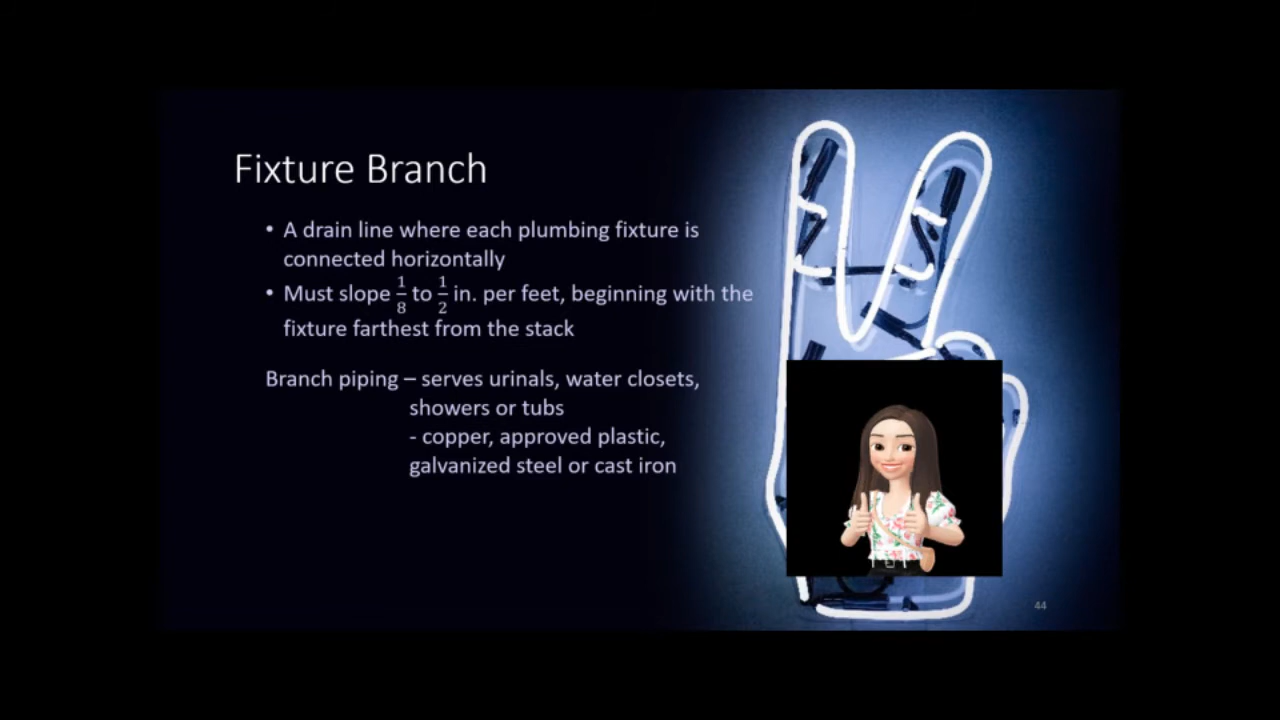 Fixture Branch
• A drain line where each plumbing fixture is
connected horizontally
• Must slope 1/8 to 1/2 in. per feet, beginning with the
fixture farthest from the stack
Branch piping – serves urinals, water closets,
showers or tubs
- copper, approved plastic,
galvanized steel or cast iron
44